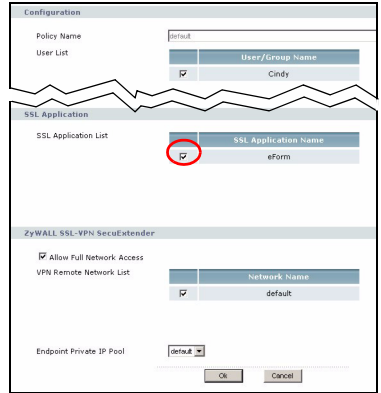 Configuration
Policy Name default
User List
User/Group Name
Cindy
SSL Application
SSL Application List
SSL Application Name
eForm
ZyWALL SSL-VPN SecuExtender
Allow Full Network Access
VPN Remote Network List
Network Name
default
Endpoint Private IP Pool default
Ok Cancel